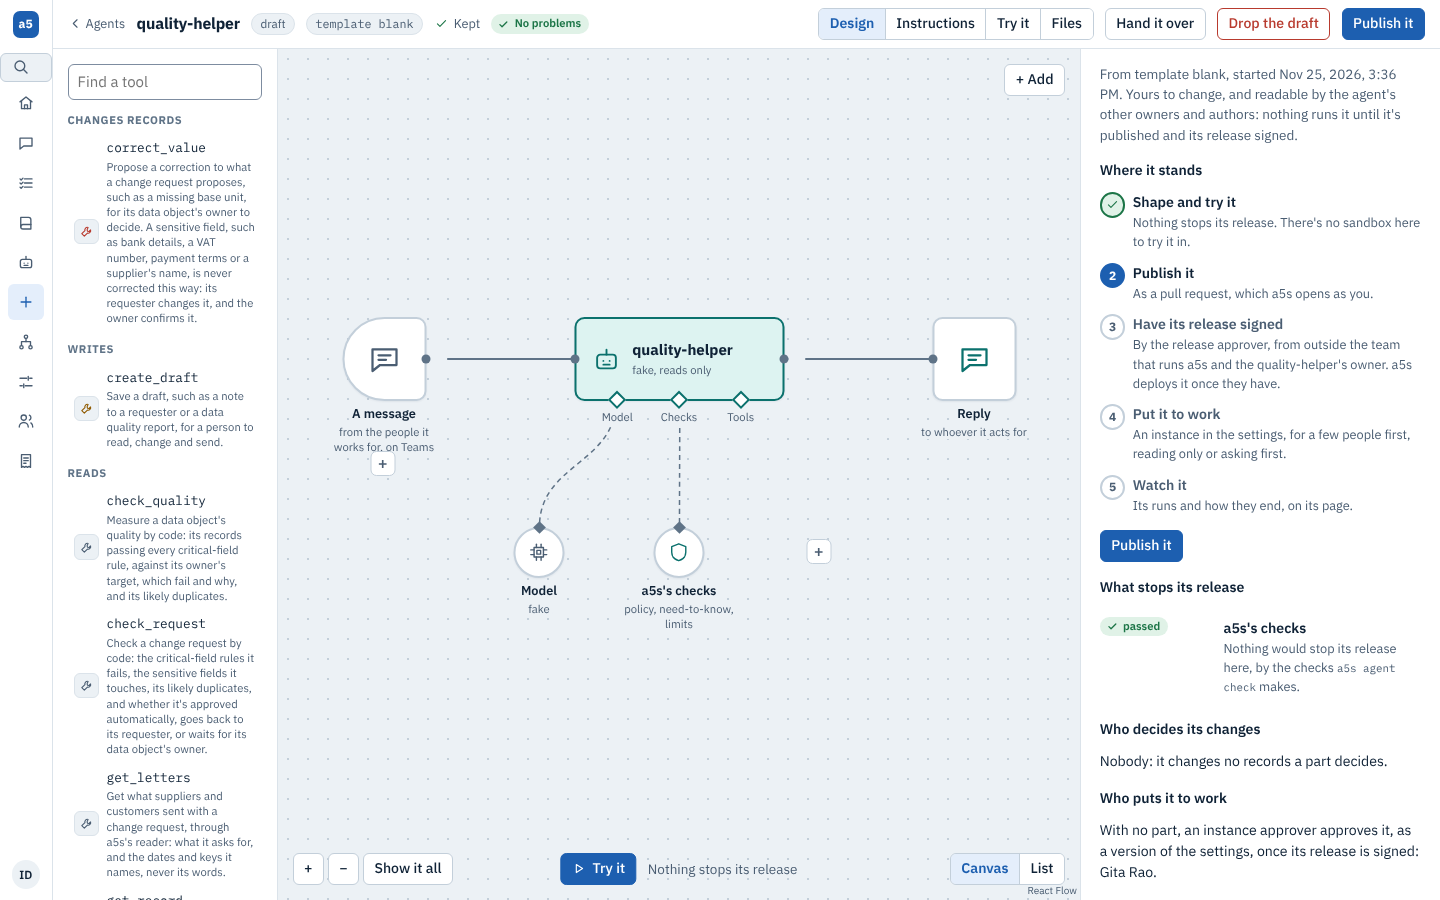 a5
Agents
quality-helper
draft
template blank
Kept
No problems
Design
Instructions
Try it
Files
Hand it over
Drop the draft
Publish it
Find a tool
CHANGES RECORDS
correct_value
Propose a correction to what
a change request proposes,
such as a missing base unit,
for its data object's owner to
decide. A sensitive field, such
as bank details, a VAT
number, payment terms or a
supplier's name, is never
corrected this way: its
requester changes it, and the
owner confirms it.
WRITES
create_draft
Save a draft, such as a note
to a requester or a data
quality report, for a person to
read, change and send.
READS
check_quality
Measure a data object's
quality by code: its records
passing every critical-field
rule, against its owner's
target, which fail and why,
and its likely duplicates.
check_request
Check a change request by
code: the critical-field rules it
fails, the sensitive fields it
touches, its likely duplicates,
and whether it's approved
automatically, goes back to
its requester, or waits for its
data object's owner.
get_letters
Get what suppliers and
customers sent with a
change request, through
a5s's reader: what it asks for,
and the dates and keys it
names, never its words.
get_record
ID
+ Add
quality-helper
fake, reads only
Model
Checks
Tools
A message
from the people it
works for, on Teams
+
Reply
to whoever it acts for
Model
fake
a5s's checks
policy, need-to-know,
limits
+
+
−
Show it all
Try it
Nothing stops its release
Canvas
List
React Flow
From template blank, started Nov 25, 2026, 3:36
PM. Yours to change, and readable by the agent's
other owners and authors: nothing runs it until it's
published and its release signed.
Where it stands
Shape and try it
Nothing stops its release. There's no sandbox here
to try it in.
2
Publish it
As a pull request, which a5s opens as you.
3
Have its release signed
By the release approver, from outside the team
that runs a5s and the quality-helper's owner. a5s
deploys it once they have.
4
Put it to work
An instance in the settings, for a few people first,
reading only or asking first.
5
Watch it
Its runs and how they end, on its page.
Publish it
What stops its release
passed
a5s's checks
Nothing would stop its release
here, by the checks a5s agent
check makes.
Who decides its changes
Nobody: it changes no records a part decides.
Who puts it to work
With no part, an instance approver approves it, as
a version of the settings, once its release is signed:
Gita Rao.